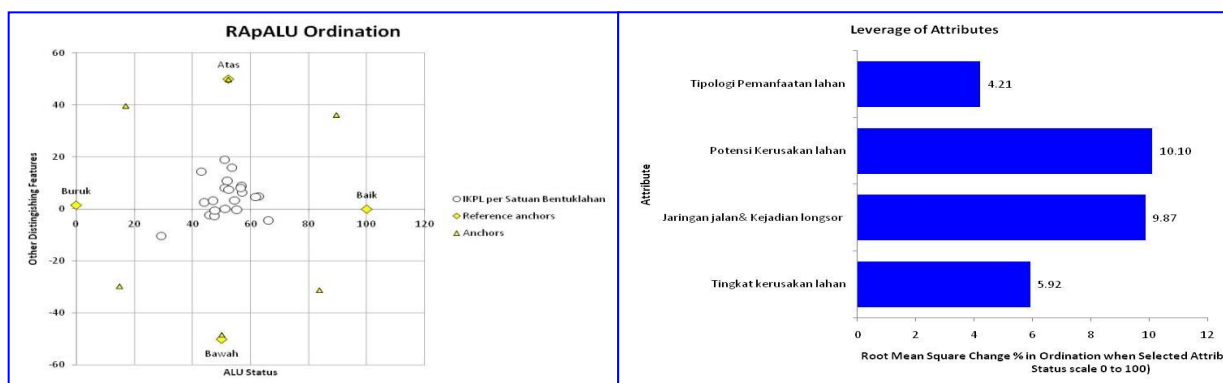 RApALU Ordination
60
40
20
0
-20
-40
-60
0
20
40
60
80
100
120
Atas
Buruk
Baik
Bawah
Other Distingishing Features
ALU Status
IKPL per Satuan Bentuklahan
Reference anchors
Anchors
Leverage of Attributes
Attribute
Tipologi Pemanfaatan lahan
4.21
Potensi Kerusakan lahan
10.10
Jaringan jalan& Kejadian longsor
9.87
Tingkat kerusakan lahan
5.92
0
2
4
6
8
10
12
Root Mean Square Change % in Ordination when Selected Attrib
Status scale 0 to 100)